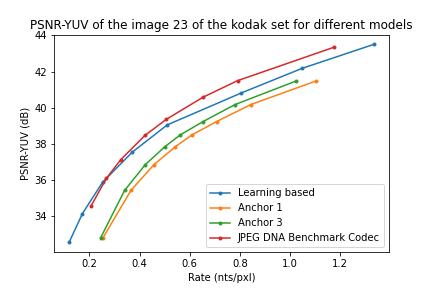 PSNR-YUV of the image 23 of the kodak set for different models
PSNR-YUV (dB)
44
42
40
38
36
34
Learning based
Anchor 1
Anchor 3
JPEG DNA Benchmark Codec
0.2 0.4 0.6 0.8 1.0 1.2
Rate (nts/pxl)